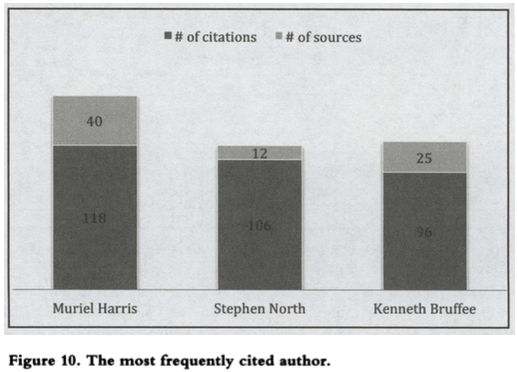 # of citations # of sources
40
12
25
118
106
96
Muriel Harris Stephen North Kenneth Bruffee
Figure 10. The most frequently cited author.